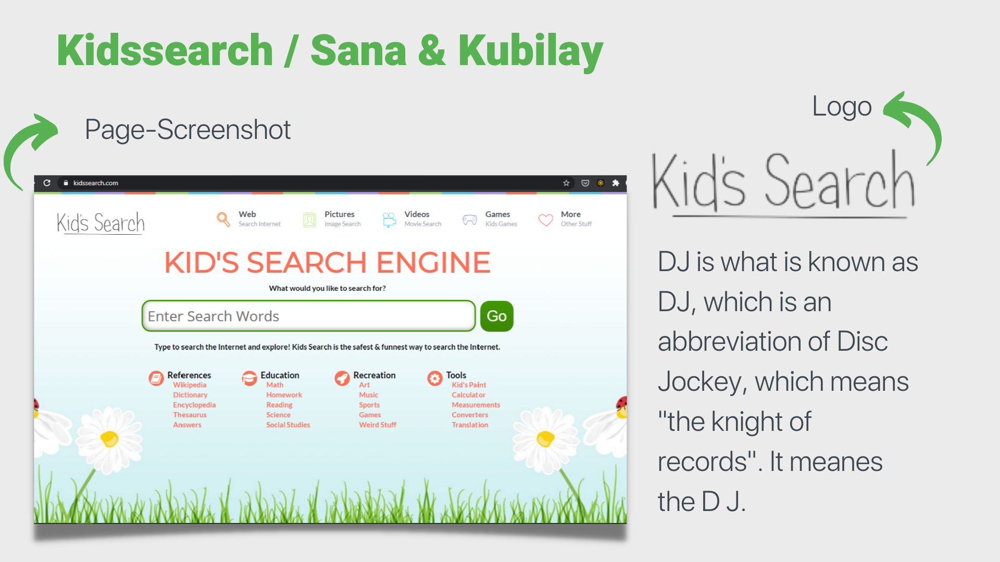 Kidssearch / Sana & Kubilay
Page-Screenshot
Logo
kidssearch.com
Kid's Search
Web
Search Internet
Pictures
Image Search
Videos
Movie Search
Games
Kids Games
More
Other Stuff
KID'S SEARCH ENGINE
What would you like to search for?
Enter Search Words
Go
Type to search the Internet and explore! Kids Search is the safest & funnest way to search the Internet.
References
Wikipedia
Dictionary
Encyclopedia
Thesaurus
Answers
Education
Math
Homework
Reading
Science
Social Studies
Recreation
Art
Music
Sports
Games
Weird Stuff
Tools
Kid's Paint
Calculator
Measurements
Converters
Translation
Kid's Search
DJ is what is known as
DJ, which is an
abbreviation of Disc
Jockey, which means
"the knight of
records". It meanes
the D J.